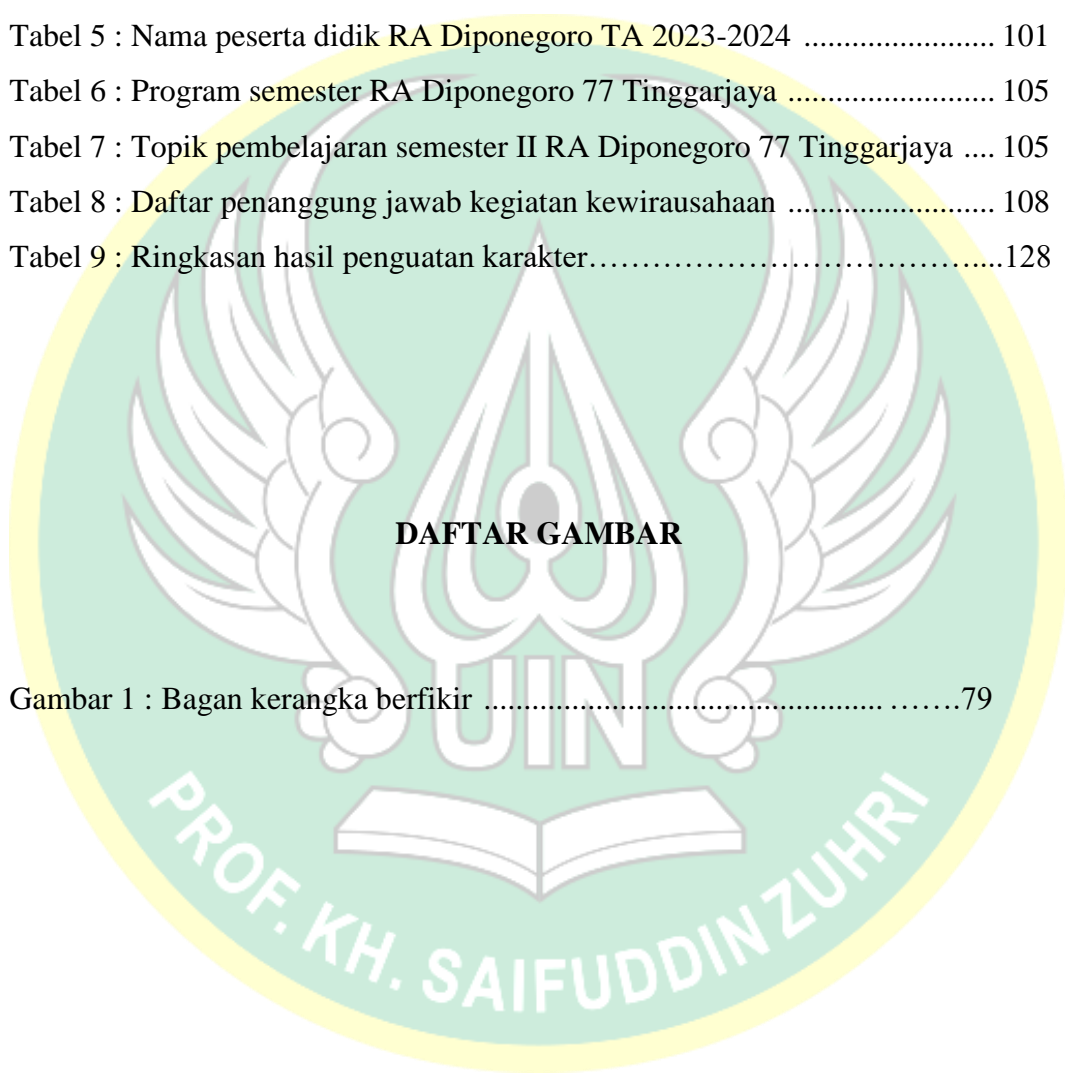 Tabel 5 : Nama peserta didik RA Diponegoro TA 2023-2024 ........................ 101
Tabel 6 : Program semester RA Diponegoro 77 Tinggarjaya .......................... 105
Tabel 7 : Topik pembelajaran semester II RA Diponegoro 77 Tinggarjaya .... 105
Tabel 8 : Daftar penanggung jawab kegiatan kewirausahaan .......................... 108
Tabel 9 : Ringkasan hasil penguatan karakter…………………………………....128
DAFTAR GAMBAR
Gambar 1 : Bagan kerangka berfikir .................................................. …….79
UIN
PROF. KH. SAIFUDDIN ZUHRI